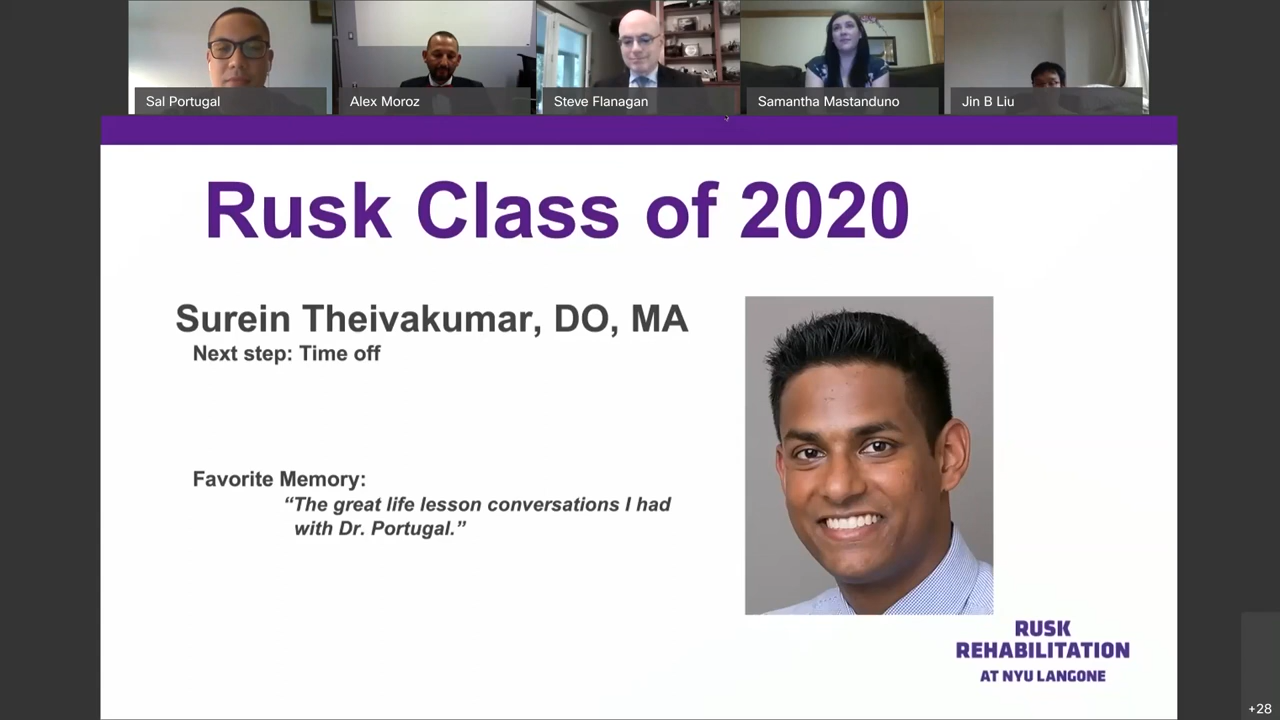 Sal Portugal
Alex Moroz
Steve Flanagan
Samantha Mastanduno
Jin B Liu
Rusk Class of 2020
Surein Theivakumar, DO, MA
Next step: Time off
Favorite Memory:
“The great life lesson conversations I had
with Dr. Portugal.”
RUSK
REHABILITATION
AT NYU LANGONE
+28